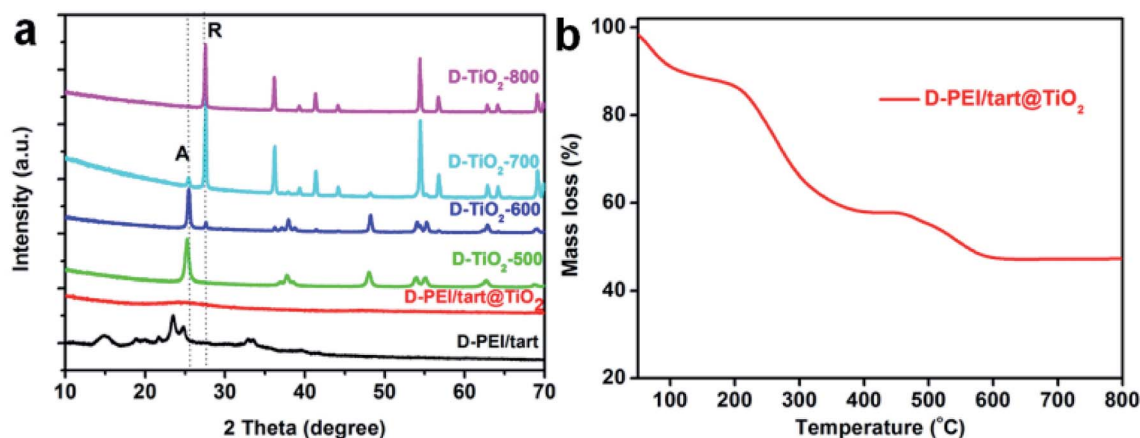 a
R
D-TiO₂-800
A
D-TiO₂-700
D-TiO₂-600
D-TiO₂-500
D-PEI/tart@TiO₂
D-PEI/tart
Intensity (a.u.)
10 20 30 40 50 60 70
2 Theta (degree)
b
100
80
60
40
20
D-PEI/tart@TiO₂
Mass loss (%)
100 200 300 400 500 600 700 800
Temperature (°C)